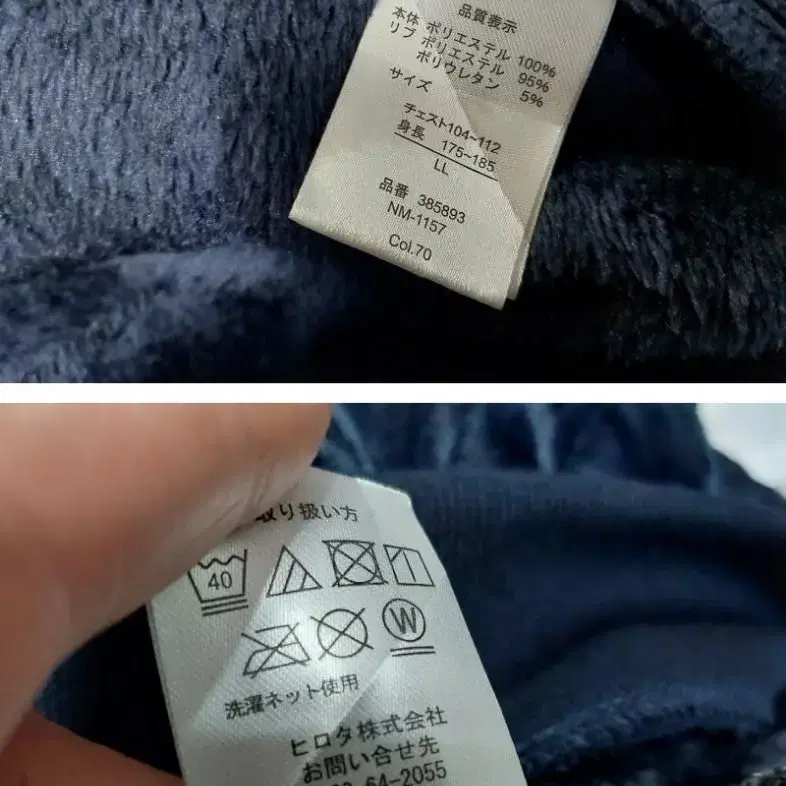 品質表示
本体 ポリエステル 100%
リブ ポリエステル 95%
ポリウレタン 5%
サイズ
チェスト104~112
身長 175~185
LL
品番 385893
NM-1157
Col.70
取り扱い方
40
W
洗濯ネット使用
ヒロタ株式会社
お問い合せ先
64-2055